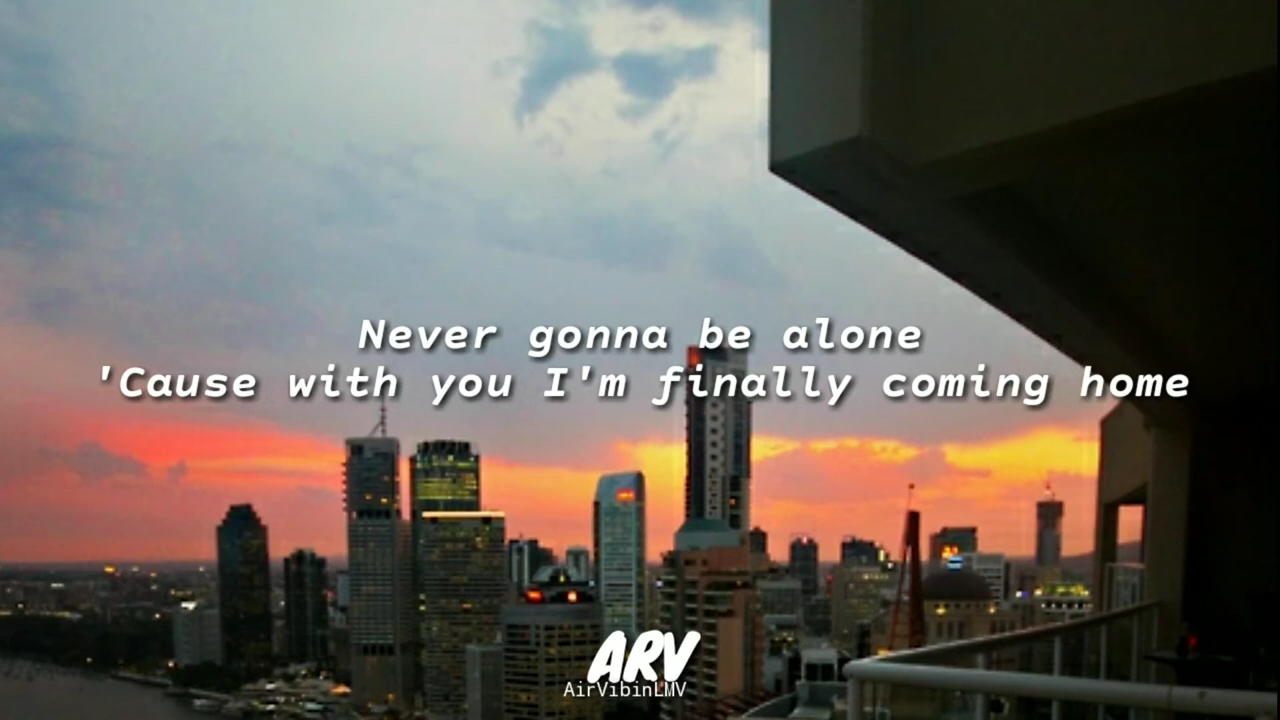 Never gonna be alone
'Cause with you I'm finally coming home
ARV
AirVibinLMV